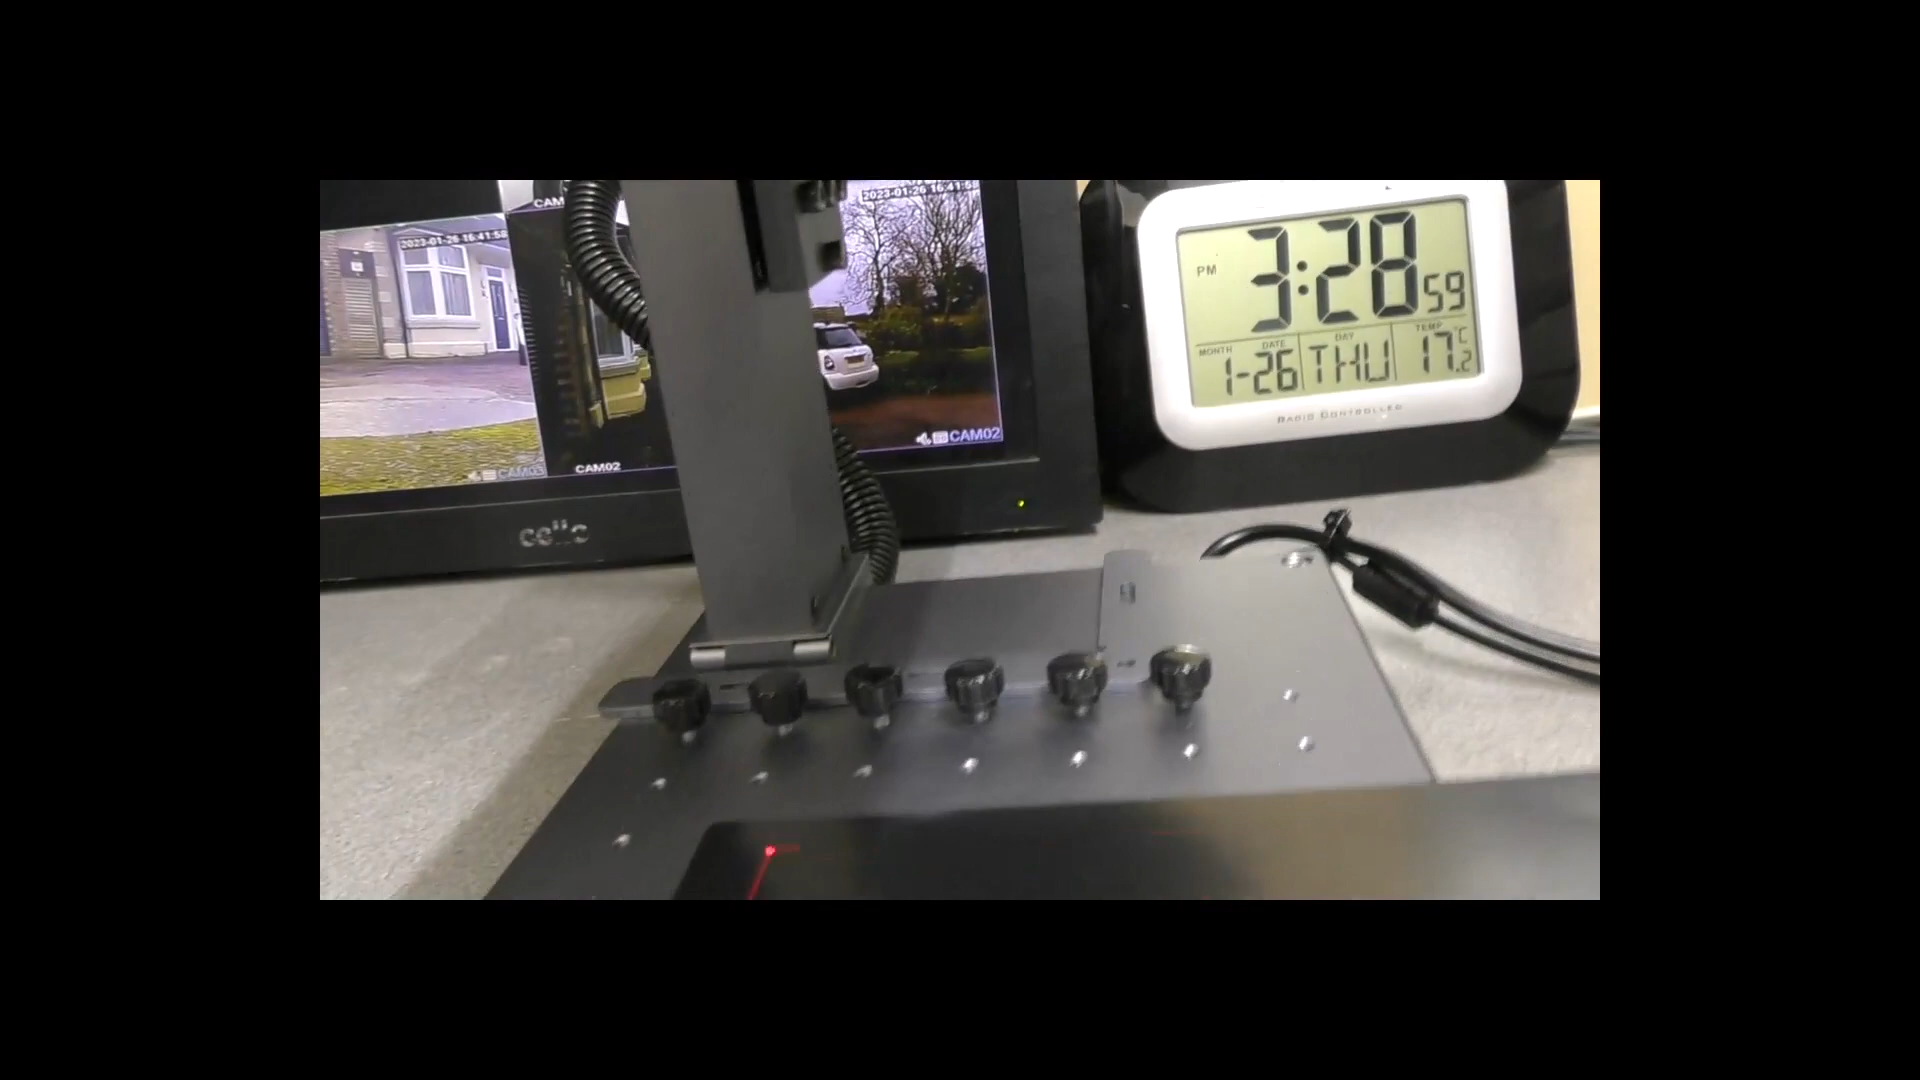 CAM
2023-01-26 16:41:58
2023-01-26 16:41:58
CAM03
CAM02
CAM02
cello
PM 3:28 59
MONTH DATE DAY TEMP
1-26 THU 17.2 °C
RADIO CONTROLLED